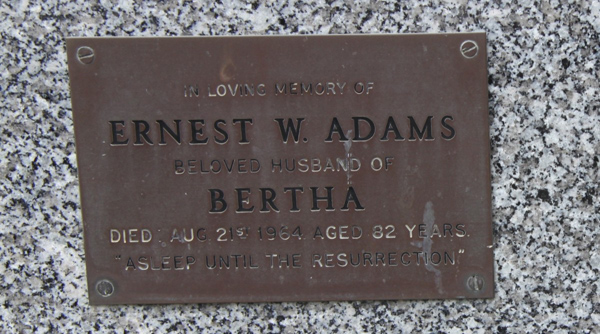 IN LOVING MEMORY OF
ERNEST W. ADAMS
BELOVED HUSBAND OF
BERTHA
DIED AUG 21ST 1964 AGED 82 YEARS.
"ASLEEP UNTIL THE RESURRECTION"